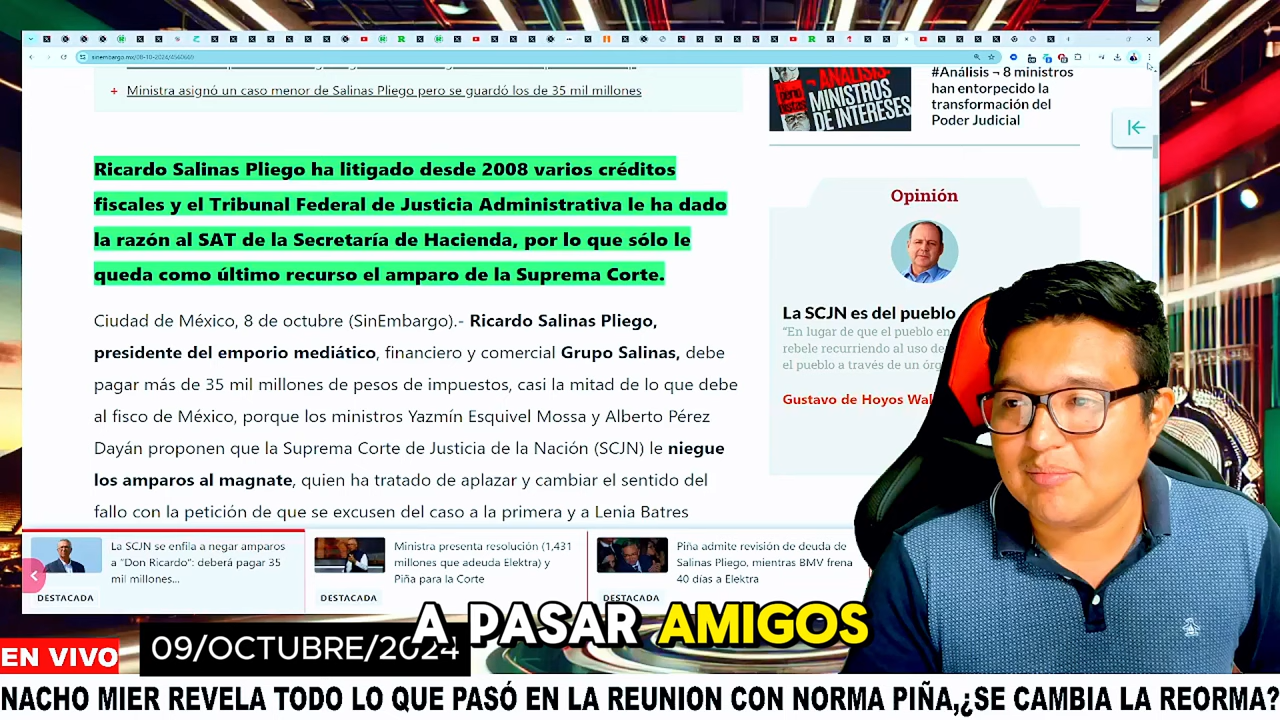 sinembargo.mx/08-10-2024/4560669
+ Ministra asignó un caso menor de Salinas Pliego pero se guardó los de 35 mil millones
Ricardo Salinas Pliego ha litigado desde 2008 varios créditos
fiscales y el Tribunal Federal de Justicia Administrativa le ha dado
la razón al SAT de la Secretaría de Hacienda, por lo que sólo le
queda como último recurso el amparo de la Suprema Corte.
Ciudad de México, 8 de octubre (SinEmbargo).- Ricardo Salinas Pliego,
presidente del emporio mediático, financiero y comercial Grupo Salinas, debe
pagar más de 35 mil millones de pesos de impuestos, casi la mitad de lo que debe
al fisco de México, porque los ministros Yazmín Esquivel Mossa y Alberto Pérez
Dayán proponen que la Suprema Corte de Justicia de la Nación (SCJN) le niegue
los amparos al magnate, quien ha tratado de aplazar y cambiar el sentido del
fallo con la petición de que se excusen del caso a la primera y a Lenia Batres
ANÁLISIS:
MINISTROS
DE INTERESES
#Análisis ¬ 8 ministros
han entorpecido la
transformación del
Poder Judicial
Opinión
La SCJN es del pueblo
"En lugar de que el pueblo en
rebele recurriendo al uso de
el pueblo a través de un órg
Gustavo de Hoyos Wal
La SCJN se enfila a negar amparos
a "Don Ricardo": deberá pagar 35
mil millones...
DESTACADA
Ministra presenta resolución (1,431
millones que adeuda Elektra) y
Piña para la Corte
DESTACADA
Piña admite revisión de deuda de
Salinas Pliego, mientras BMV frena
40 días a Elektra
DESTACADA
A PASAR AMIGOS
EN VIVO
09/OCTUBRE/2024
NACHO MIER REVELA TODO LO QUE PASÓ EN LA REUNION CON NORMA PIÑA,¿SE CAMBIA LA REORMA?